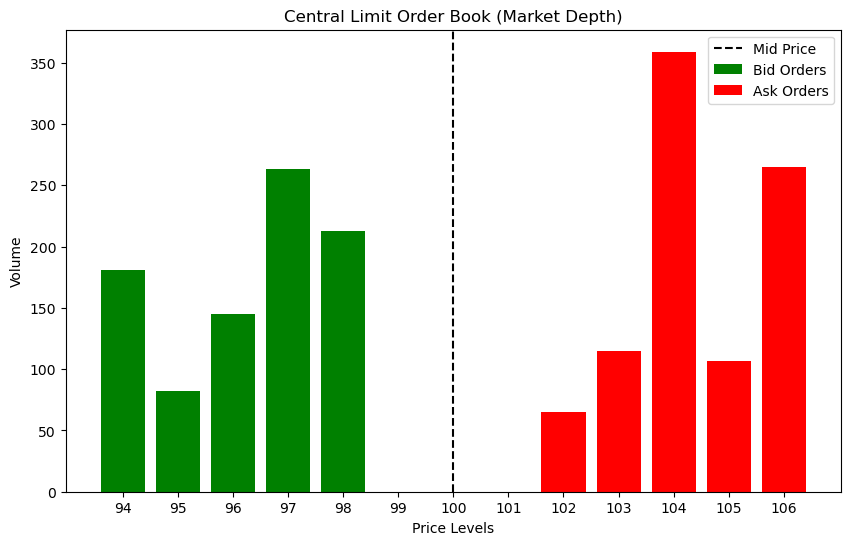 Central Limit Order Book (Market Depth)
Mid Price
Bid Orders
Ask Orders
Volume
350
300
250
200
150
100
50
0
94 95 96 97 98 99 100 101 102 103 104 105 106
Price Levels